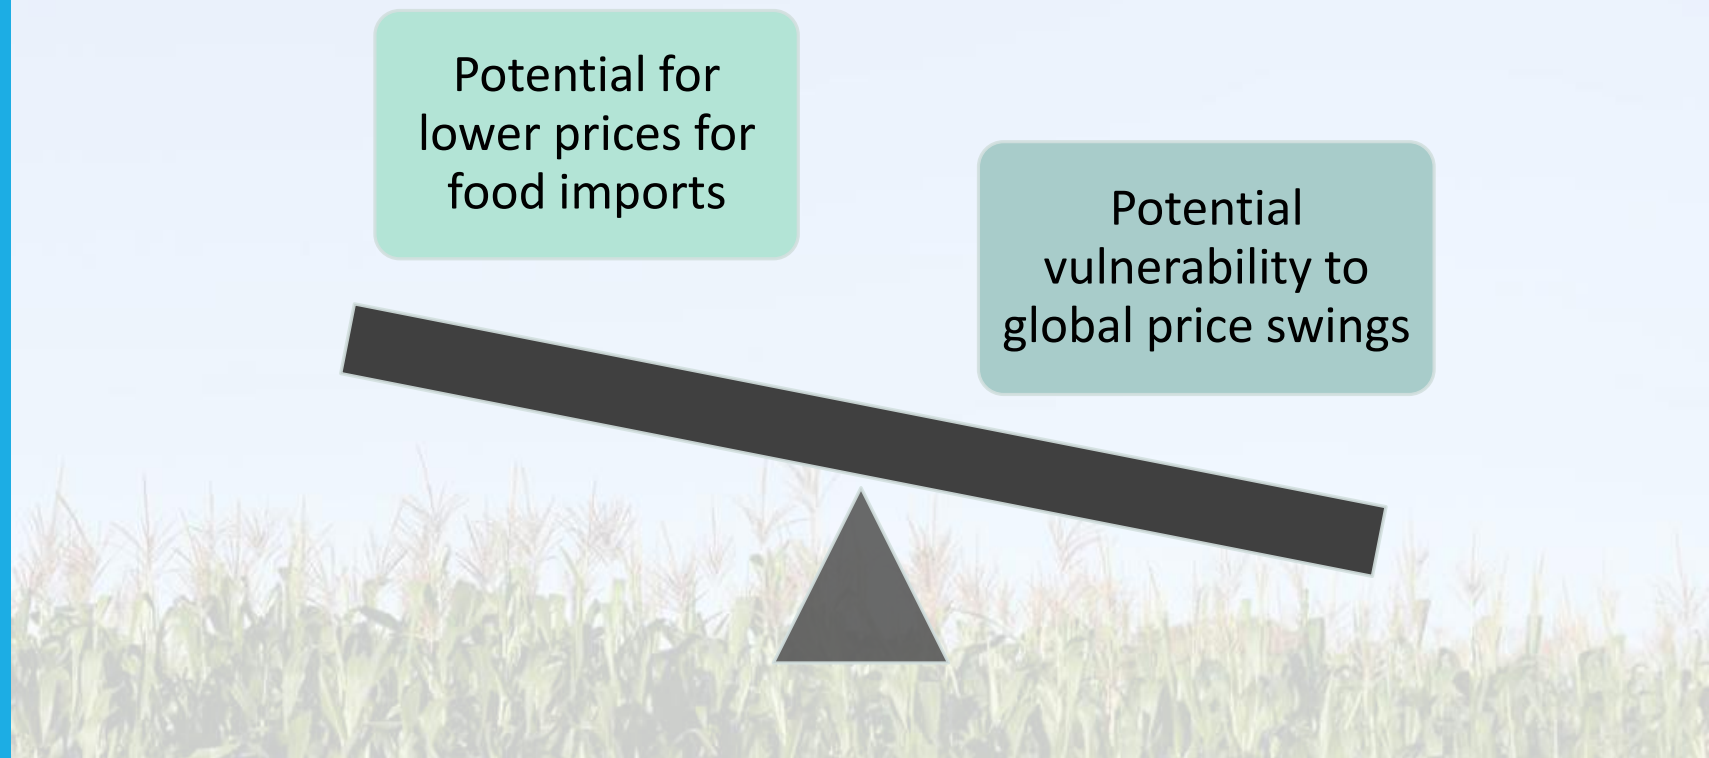 Potential for
lower prices for
food imports
Potential
vulnerability to
global price swings